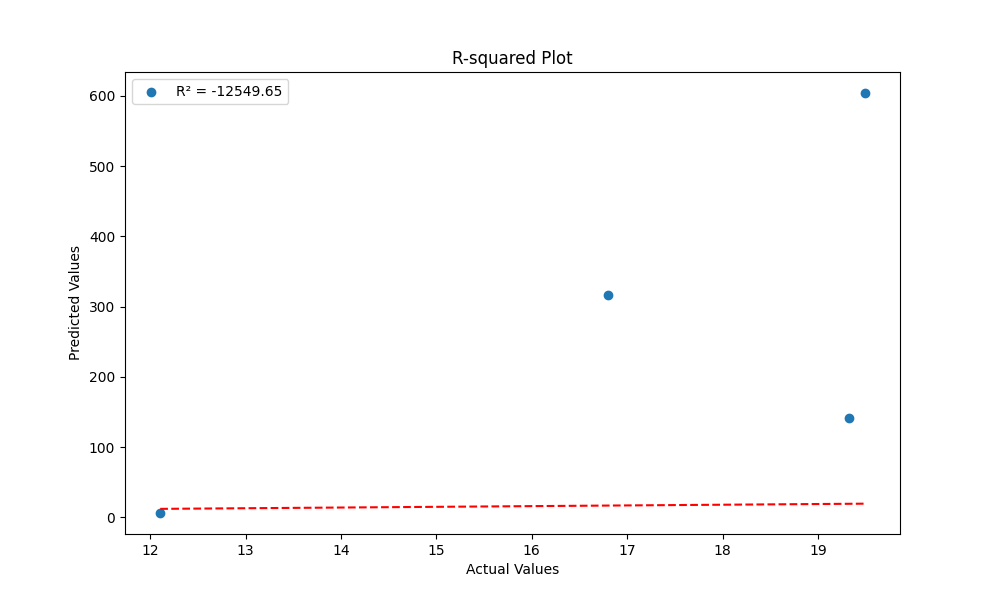 R-squared Plot
R² = -12549.65
600
500
400
300
200
100
0
Predicted Values
12 13 14 15 16 17 18 19
Actual Values